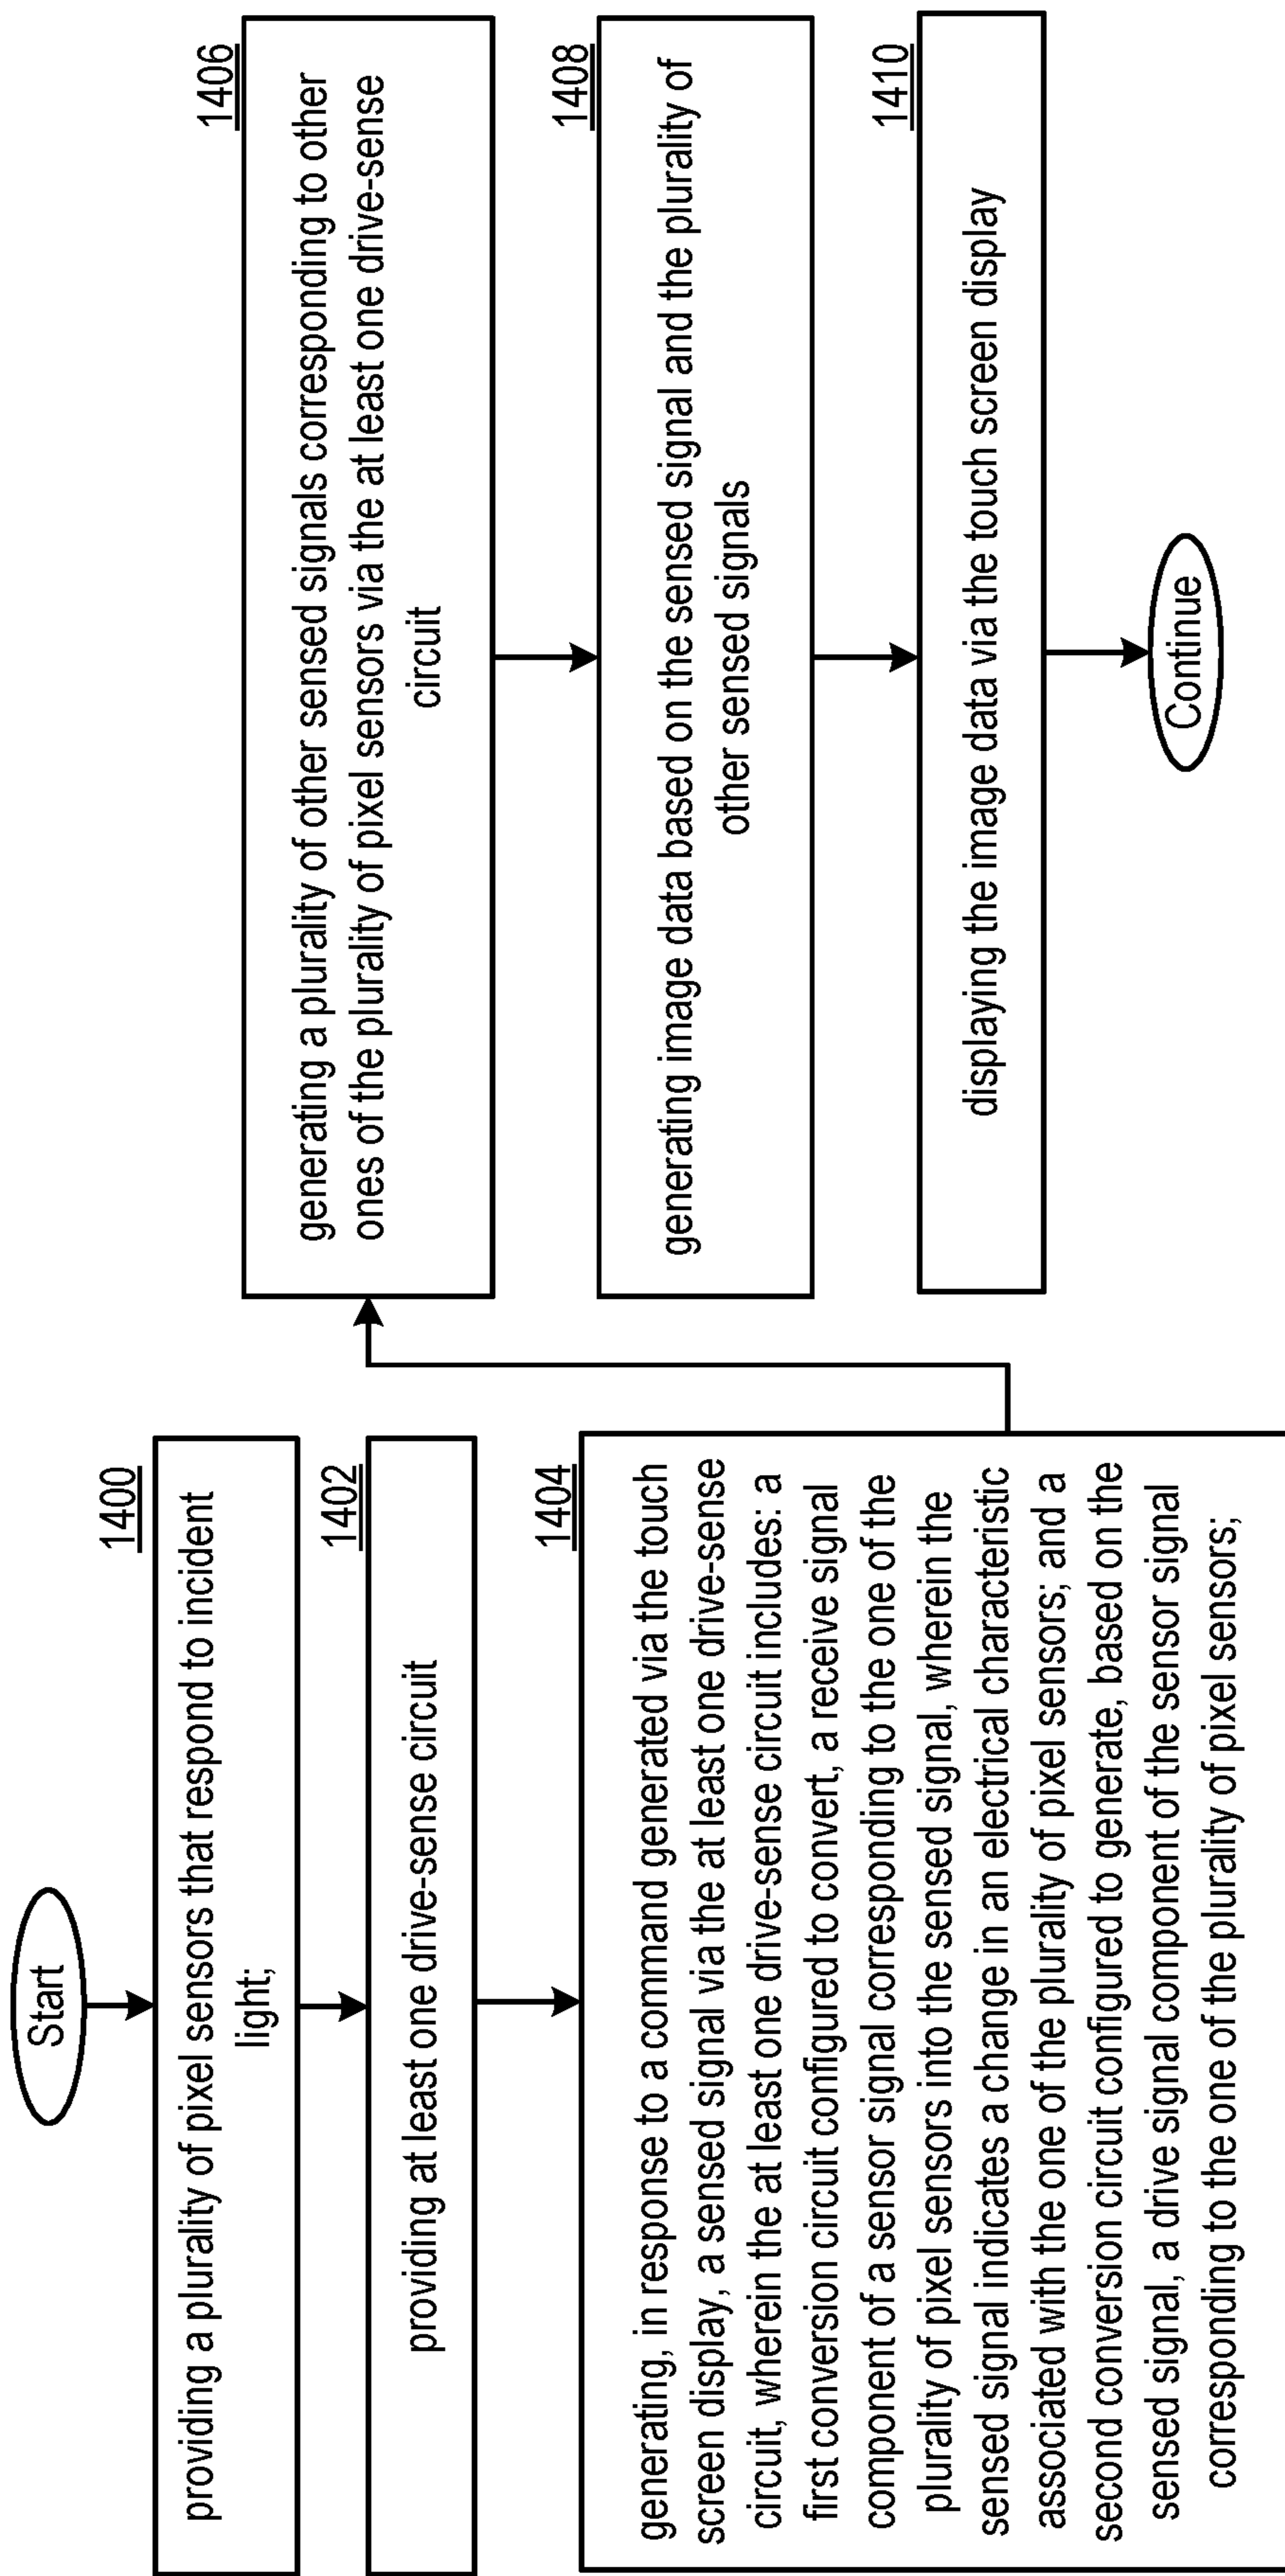 Start
1400
providing a plurality of pixel sensors that respond to incident
light;
1402
providing at least one drive-sense circuit
1404
generating, in response to a command generated via the touch
screen display, a sensed signal via the at least one drive-sense
circuit, wherein the at least one drive-sense circuit includes: a
first conversion circuit configured to convert, a receive signal
component of a sensor signal corresponding to the one of the
plurality of pixel sensors into the sensed signal, wherein the
sensed signal indicates a change in an electrical characteristic
associated with the one of the plurality of pixel sensors; and a
second conversion circuit configured to generate, based on the
sensed signal, a drive signal component of the sensor signal
corresponding to the one of the plurality of pixel sensors;
1406
generating a plurality of other sensed signals corresponding to other
ones of the plurality of pixel sensors via the at least one drive-sense
circuit
1408
generating image data based on the sensed signal and the plurality of
other sensed signals
1410
displaying the image data via the touch screen display
Continue